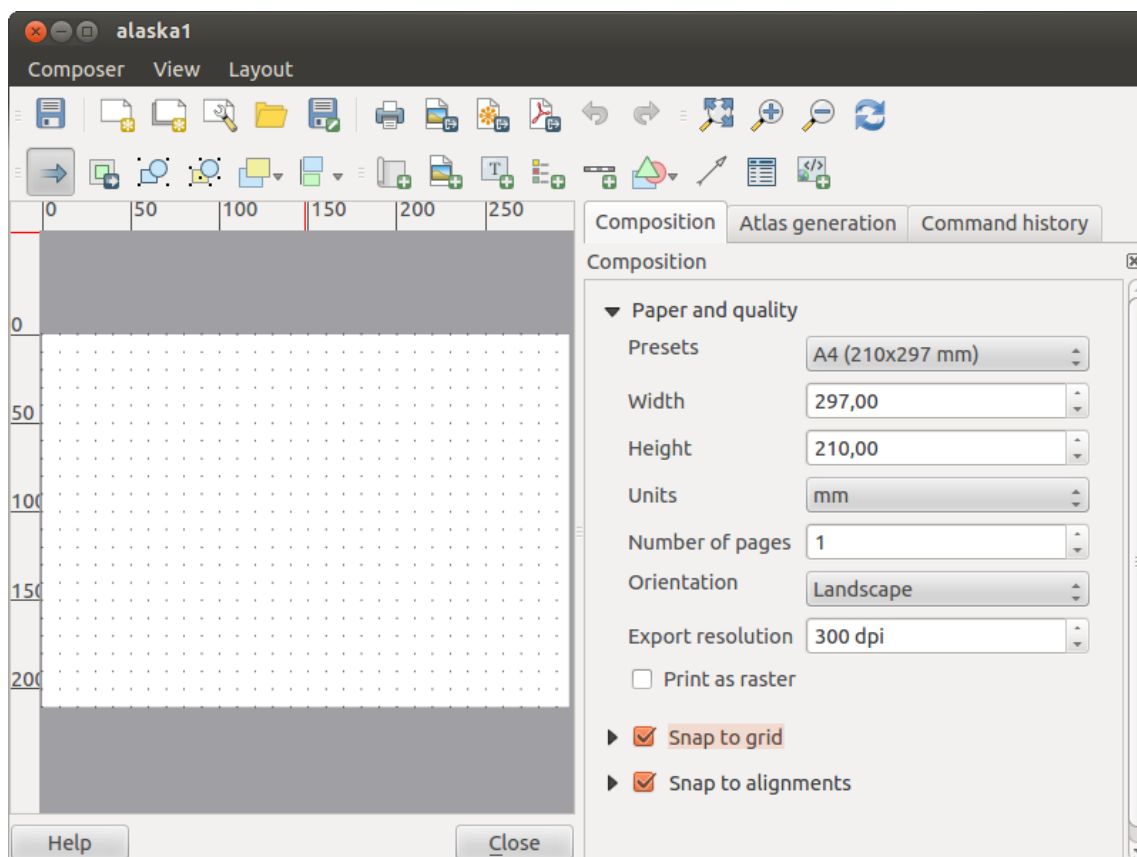 alaska1
Composer View Layout
T
</>
0 50 100 150 200 250
0
50
100
150
200
Composition Atlas generation Command history
Composition
Paper and quality
Presets A4 (210x297 mm)
Width 297,00
Height 210,00
Units mm
Number of pages 1
Orientation Landscape
Export resolution 300 dpi
Print as raster
Snap to grid
Snap to alignments
Help Close